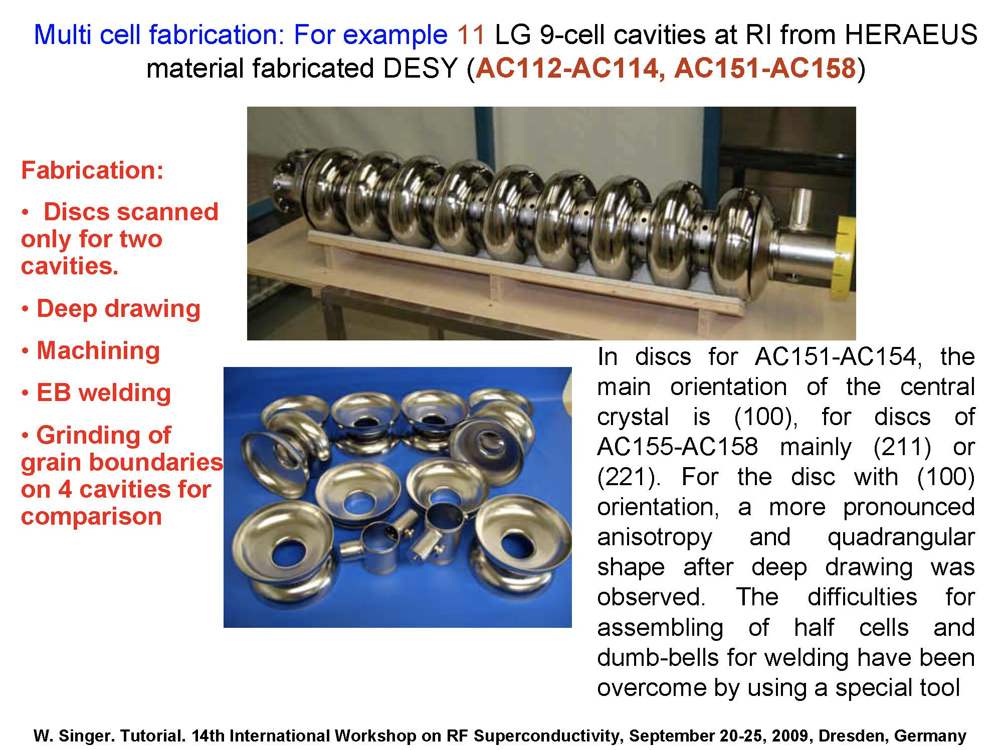 Multi cell fabrication: For example 11 LG 9-cell cavities at RI from HERAEUS
material fabricated DESY (AC112-AC114, AC151-AC158)
Fabrication:
• Discs scanned
only for two
cavities.
• Deep drawing
• Machining
• EB welding
• Grinding of
grain boundaries
on 4 cavities for
comparison
In discs for AC151-AC154, the
main orientation of the central
crystal is (100), for discs of
AC155-AC158 mainly (211) or
(221). For the disc with (100)
orientation, a more pronounced
anisotropy and quadrangular
shape after deep drawing was
observed. The difficulties for
assembling of half cells and
dumb-bells for welding have been
overcome by using a special tool
W. Singer. Tutorial. 14th International Workshop on RF Superconductivity, September 20-25, 2009, Dresden, Germany